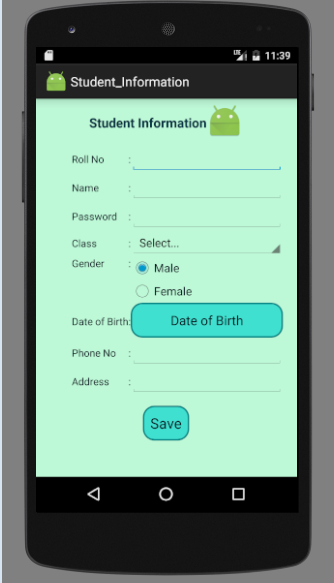 LTE 11:39
Student_Information
Student Information
Roll No :
Name :
Password :
Class : Select...
Gender : Male
Female
Date of Birth: Date of Birth
Phone No :
Address :
Save